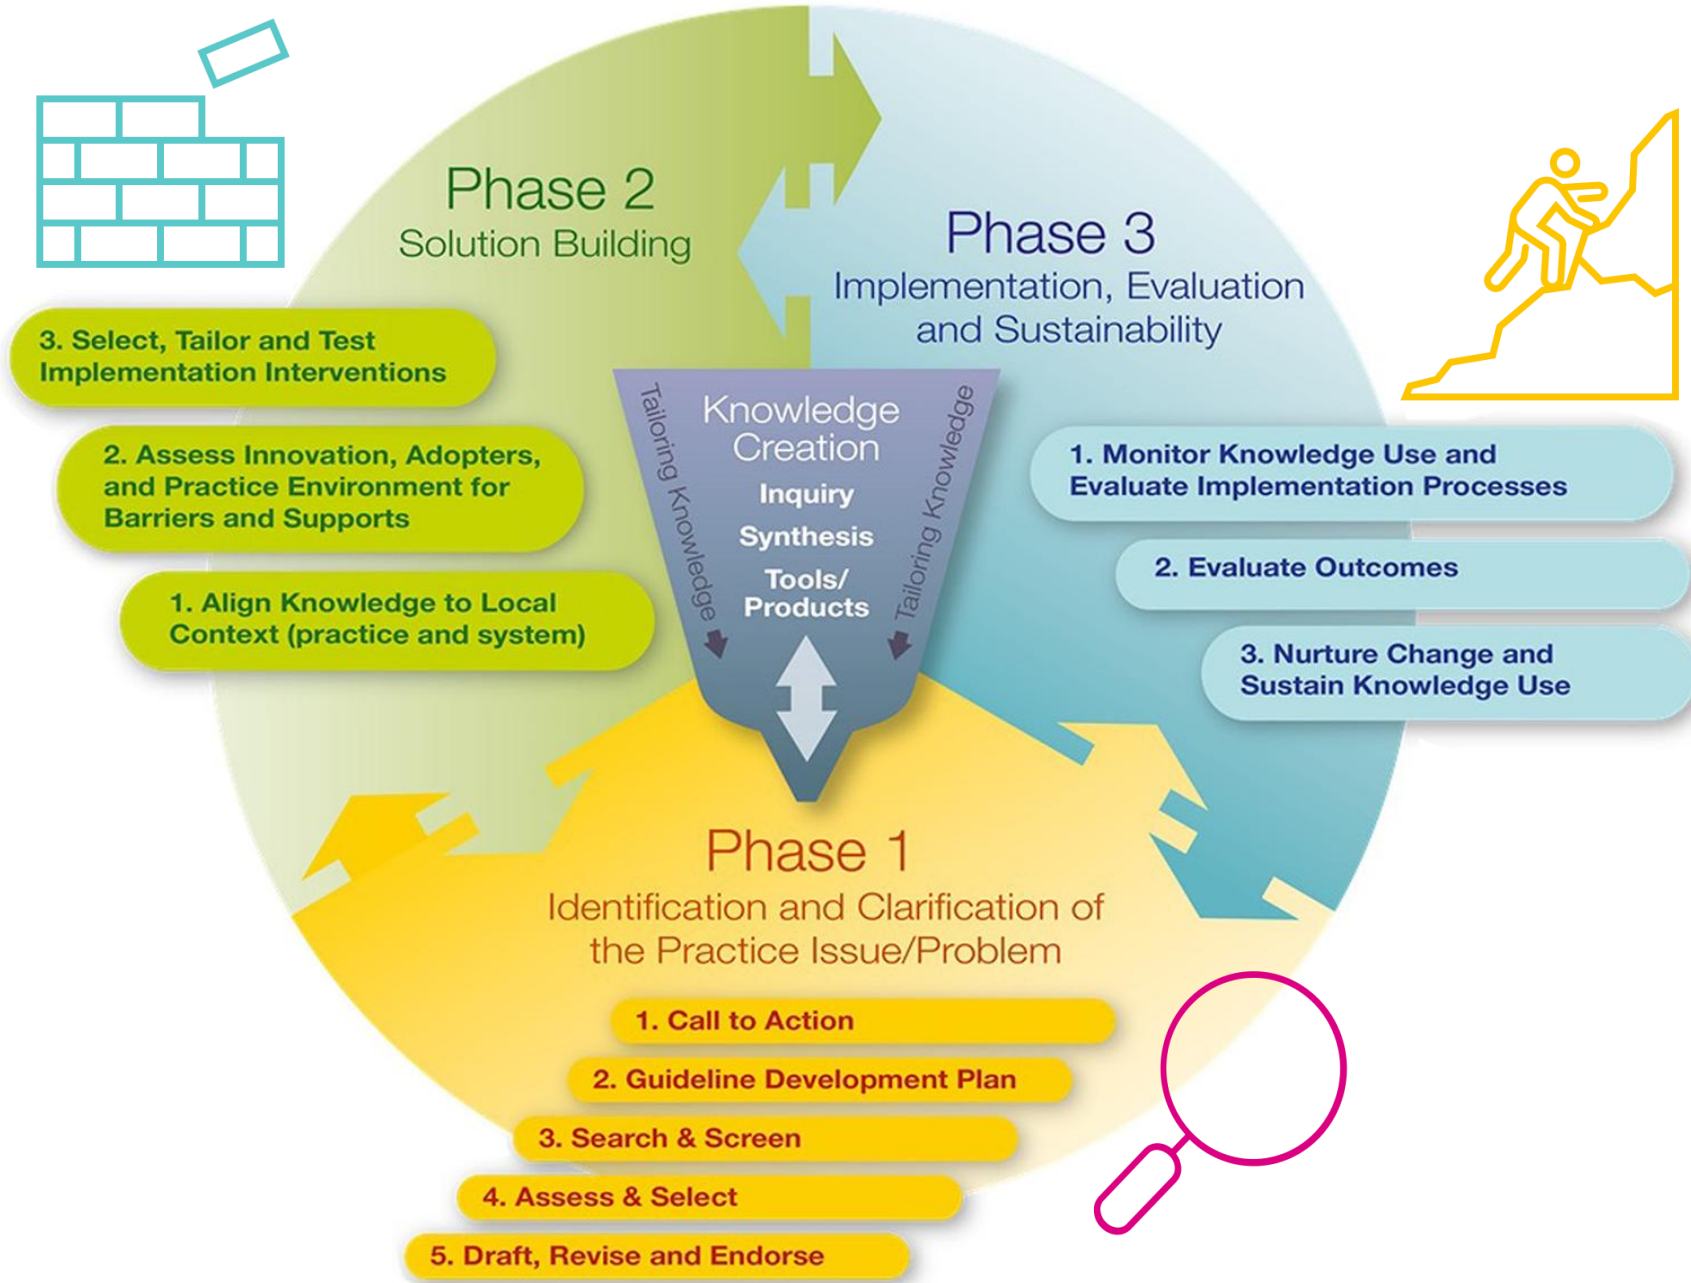 Phase 2
Solution Building
3. Select, Tailor and Test
Implementation Interventions
2. Assess Innovation, Adopters,
and Practice Environment for
Barriers and Supports
1. Align Knowledge to Local
Context (practice and system)
Phase 3
Implementation, Evaluation
and Sustainability
1. Monitor Knowledge Use and
Evaluate Implementation Processes
2. Evaluate Outcomes
3. Nurture Change and
Sustain Knowledge Use
Tailoring Knowledge
Knowledge
Creation
Inquiry
Synthesis
Tools/
Products
Tailoring Knowledge
Phase 1
Identification and Clarification of
the Practice Issue/Problem
1. Call to Action
2. Guideline Development Plan
3. Search & Screen
4. Assess & Select
5. Draft, Revise and Endorse